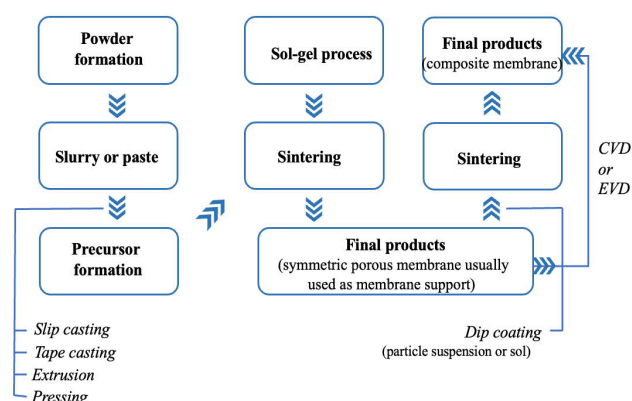 Powder
formation
Slurry or paste
Precursor
formation
Slip casting
Tape casting
Extrusion
Pressing
Sol-gel process
Sintering
Final products
(symmetric porous membrane usually
used as membrane support)
Final products
(composite membrane)
Sintering
CVD
or
EVD
Dip coating
(particle suspension or sol)